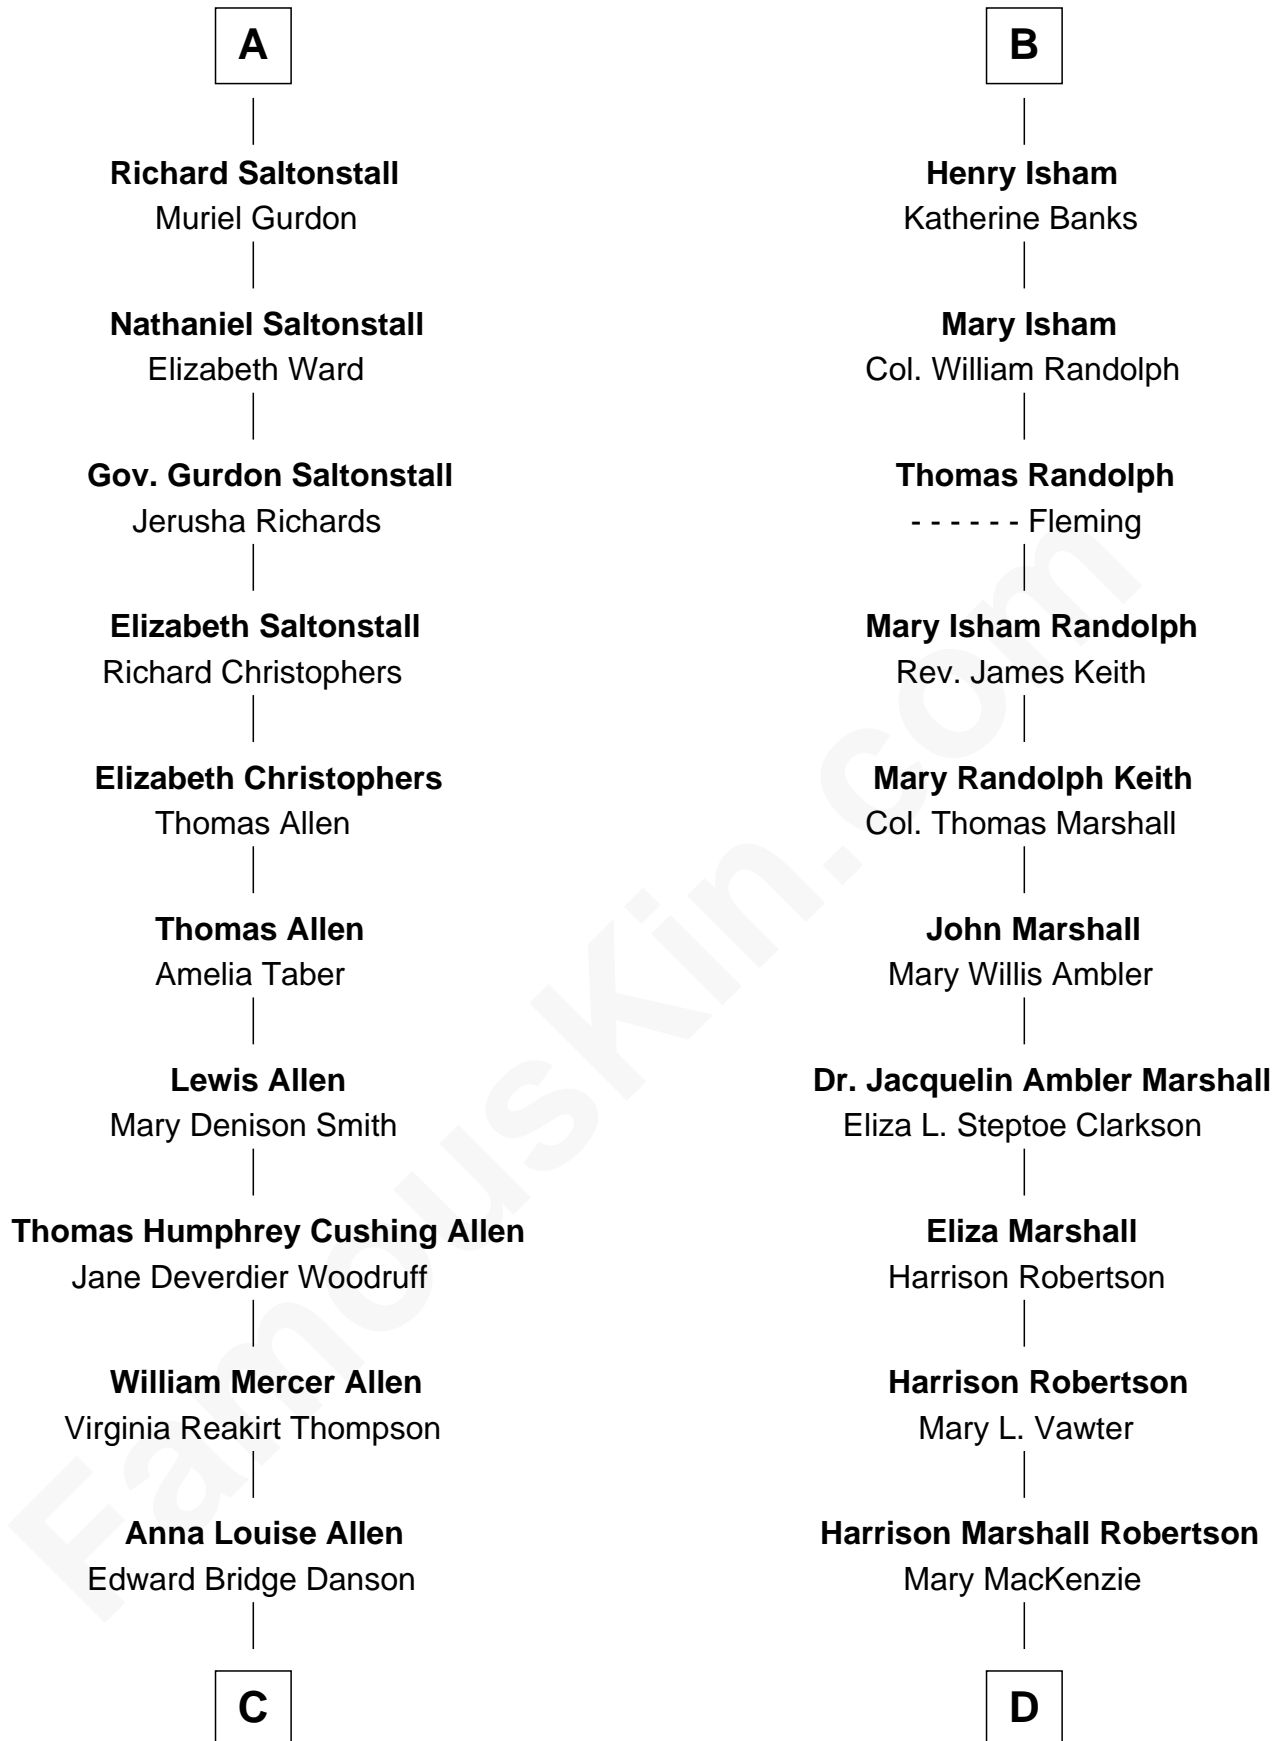 A
Richard Saltonstall
Muriel Gurdon
Nathaniel Saltonstall
Elizabeth Ward
Gov. Gurdon Saltonstall
Jerusha Richards
Elizabeth Saltonstall
Richard Christophers
Elizabeth Christophers
Thomas Allen
Thomas Allen
Amelia Taber
Lewis Allen
Mary Denison Smith
Thomas Humphrey Cushing Allen
Jane Deverdier Woodruff
William Mercer Allen
Virginia Reakirt Thompson
Anna Louise Allen
Edward Bridge Danson
C
B
Henry Isham
Katherine Banks
Mary Isham
Col. William Randolph
Thomas Randolph
- - - - - - Fleming
Mary Isham Randolph
Rev. James Keith
Mary Randolph Keith
Col. Thomas Marshall
John Marshall
Mary Willis Ambler
Dr. Jacquelin Ambler Marshall
Eliza L. Steptoe Clarkson
Eliza Marshall
Harrison Robertson
Harrison Robertson
Mary L. Vawter
Harrison Marshall Robertson
Mary MacKenzie
D
FamousKin.com